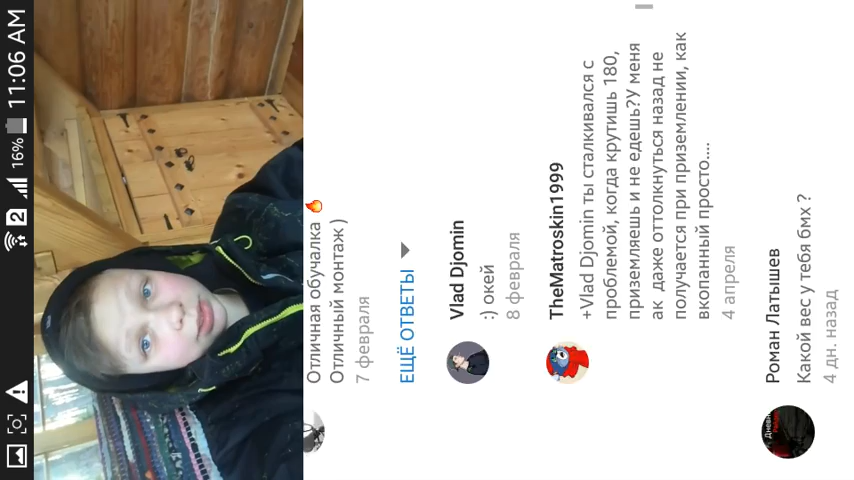 2 16% 11:06 AM
Отличная обучалка 🔥
Отличный монтаж )
7 февраля
ЕЩЁ ОТВЕТЫ
Vlad Djomin
:) окей
8 февраля
TheMatroskin1999
+Vlad Djomin ты сталкивался с
проблемой, когда крутишь 180,
приземляешь и не едешь?У меня
ак даже оттолкнуться назад не
получается при приземлении, как
вкопанный просто....
4 апреля
Роман Латышев
Какой вес у тебя бмх ?
4 дн. назад